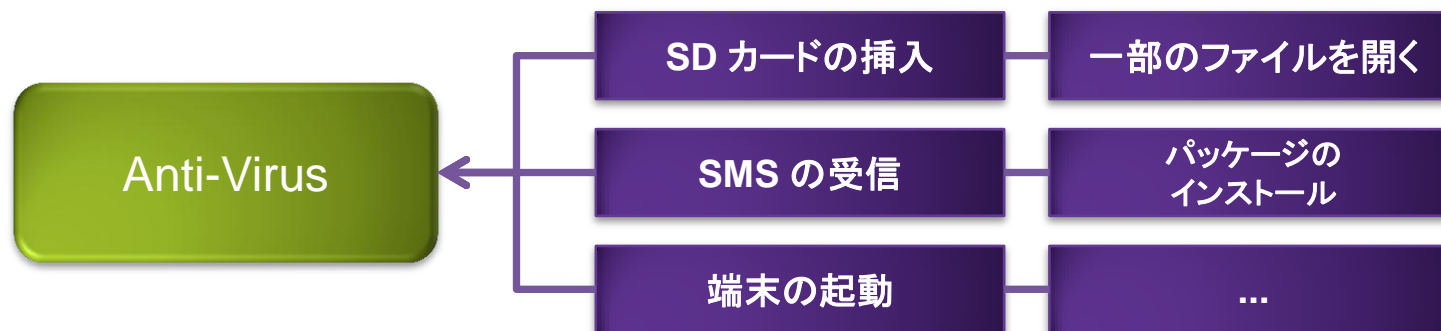 SD カードの挿入
一部のファイルを開く
Anti-Virus
SMS の受信
パッケージの
インストール
端末の起動
...